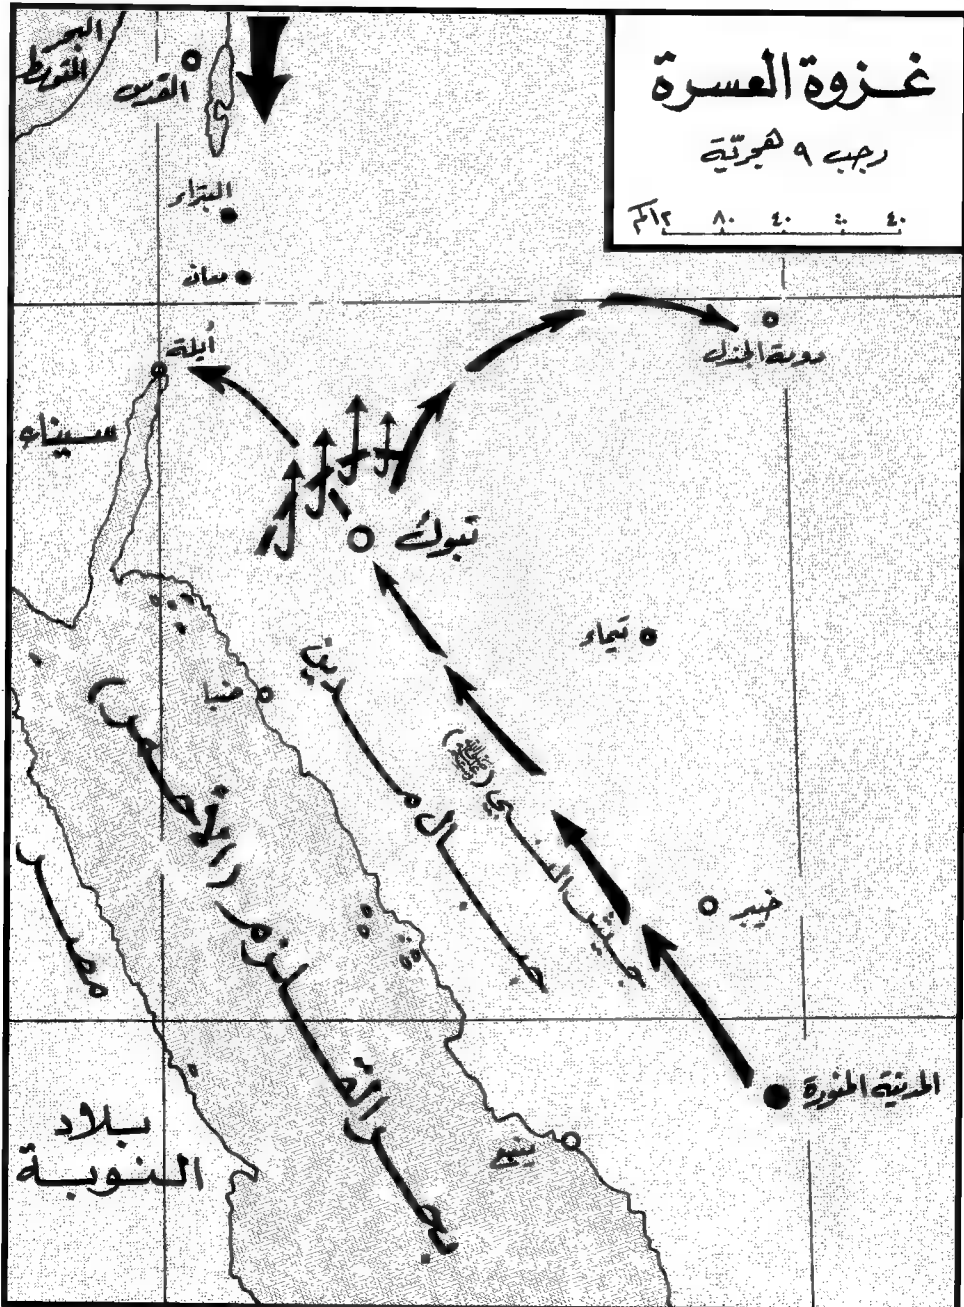 غزوة العسرة
رجب ٩ هجريّة
١٢٠كم ٨٠ ٤٠ ٠ ٤٠
البحر
المتوسط
القدس
البتراء
معان
أيلة
دومة الجندل
سيناء
تبوك
تيماء
ضبا
جبال مدين
جيش النبي (ﷺ)
خيبر
بحر القلزم (الأحمر)
مصر
المدينة المنورة
ينبع
بلاد
النوبة